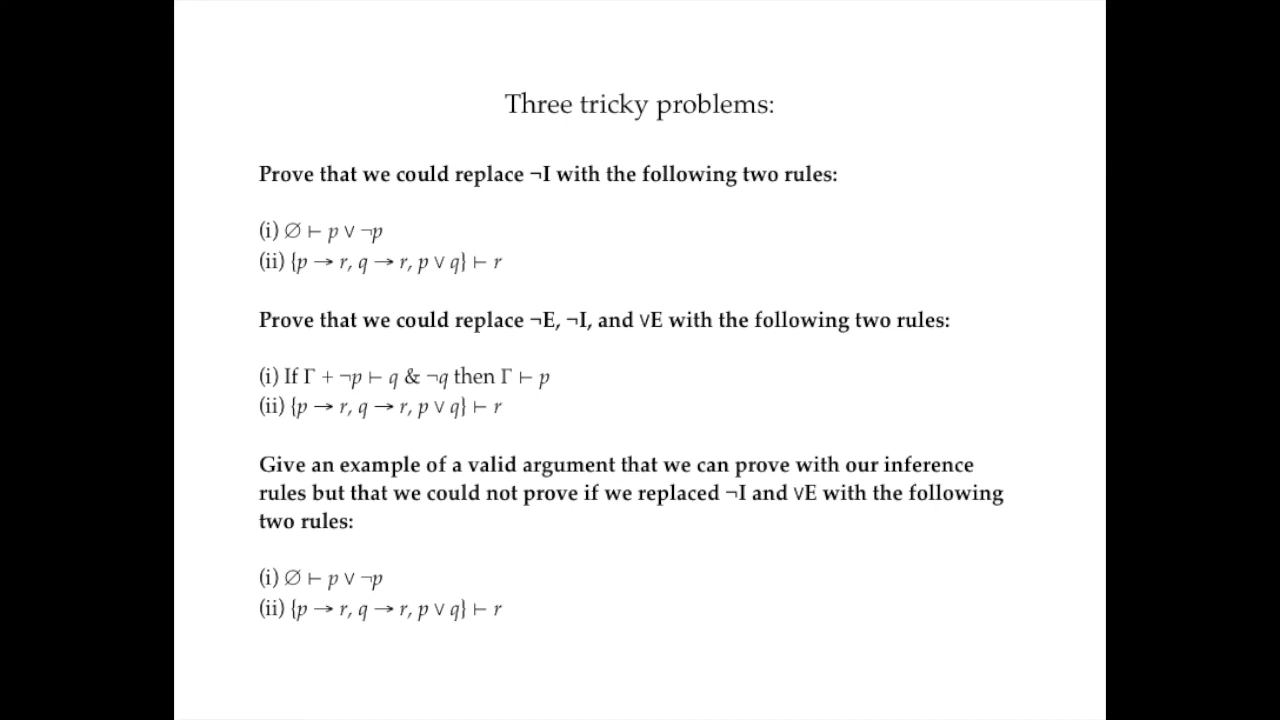 Three tricky problems:
Prove that we could replace ¬I with the following two rules:
(i) ∅ ⊢ p ∨ ¬p
(ii) {p → r, q → r, p ∨ q} ⊢ r
Prove that we could replace ¬E, ¬I, and ∨E with the following two rules:
(i) If Γ + ¬p ⊢ q & ¬q then Γ ⊢ p
(ii) {p → r, q → r, p ∨ q} ⊢ r
Give an example of a valid argument that we can prove with our inference
rules but that we could not prove if we replaced ¬I and ∨E with the following
two rules:
(i) ∅ ⊢ p ∨ ¬p
(ii) {p → r, q → r, p ∨ q} ⊢ r